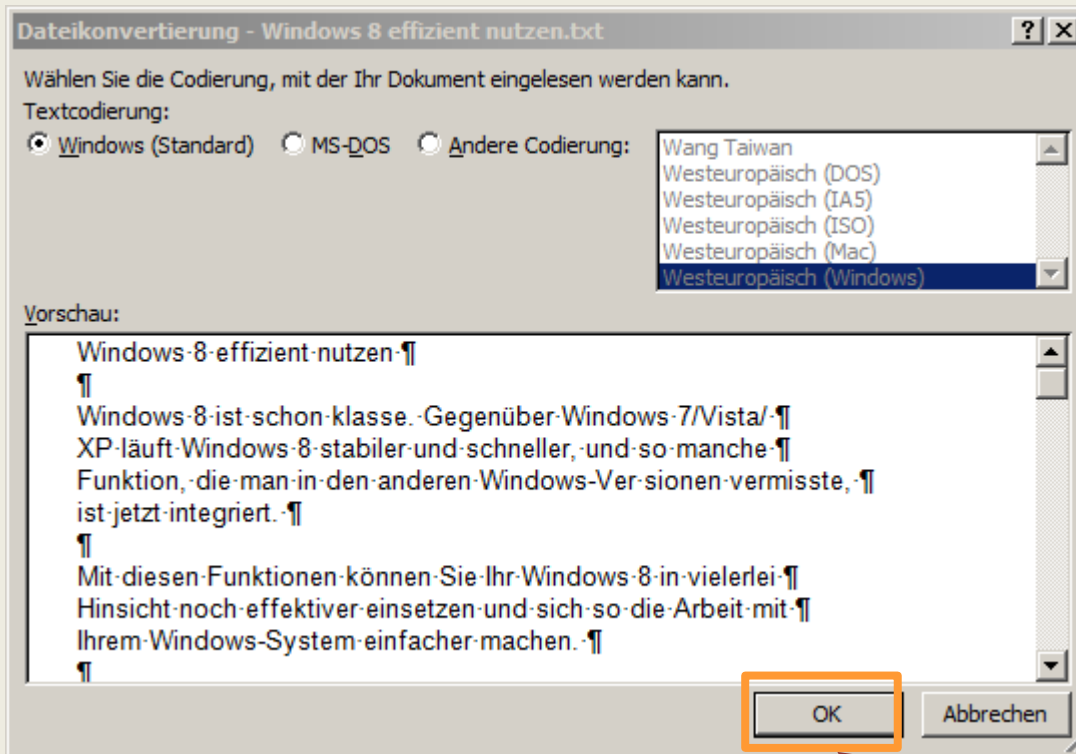 Dateikonvertierung - Windows 8 effizient nutzen.txt
Wählen Sie die Codierung, mit der Ihr Dokument eingelesen werden kann.
Textcodierung:
Windows (Standard) MS-DOS Andere Codierung:
Wang Taiwan
Westeuropäisch (DOS)
Westeuropäisch (IA5)
Westeuropäisch (ISO)
Westeuropäisch (Mac)
Westeuropäisch (Windows)
Vorschau:
Windows·8·effizient·nutzen·¶
¶
Windows·8·ist·schon·klasse.·Gegenüber·Windows·7/Vista/·¶
XP·läuft·Windows·8·stabiler·und·schneller,·und·so·manche·¶
Funktion,·die·man·in·den·anderen·Windows-Ver·sionen·vermisste,·¶
ist·jetzt·integriert.·¶
¶
Mit·diesen·Funktionen·können·Sie·Ihr·Windows·8·in·vielerlei·¶
Hinsicht·noch·effektiver·einsetzen·und·sich·so·die·Arbeit·mit·¶
Ihrem·Windows-System·einfacher·machen.·¶
¶
OK Abbrechen